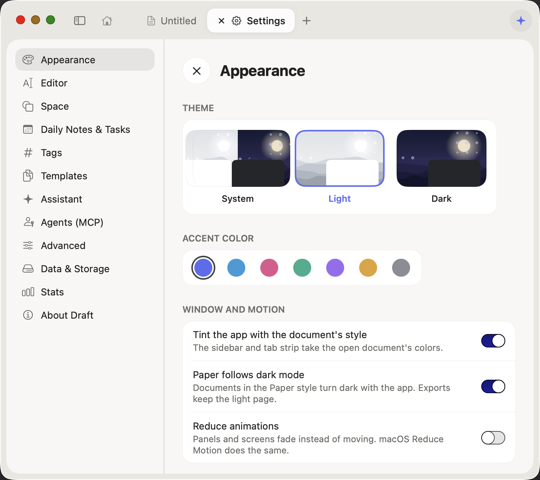 Untitled
Settings
Appearance
Editor
Space
Daily Notes & Tasks
Tags
Templates
Assistant
Agents (MCP)
Advanced
Data & Storage
Stats
About Draft
Appearance
THEME
System
Light
Dark
ACCENT COLOR
WINDOW AND MOTION
Tint the app with the document's style
The sidebar and tab strip take the open document's colors.
Paper follows dark mode
Documents in the Paper style turn dark with the app. Exports
keep the light page.
Reduce animations
Panels and screens fade instead of moving. macOS Reduce
Motion does the same.